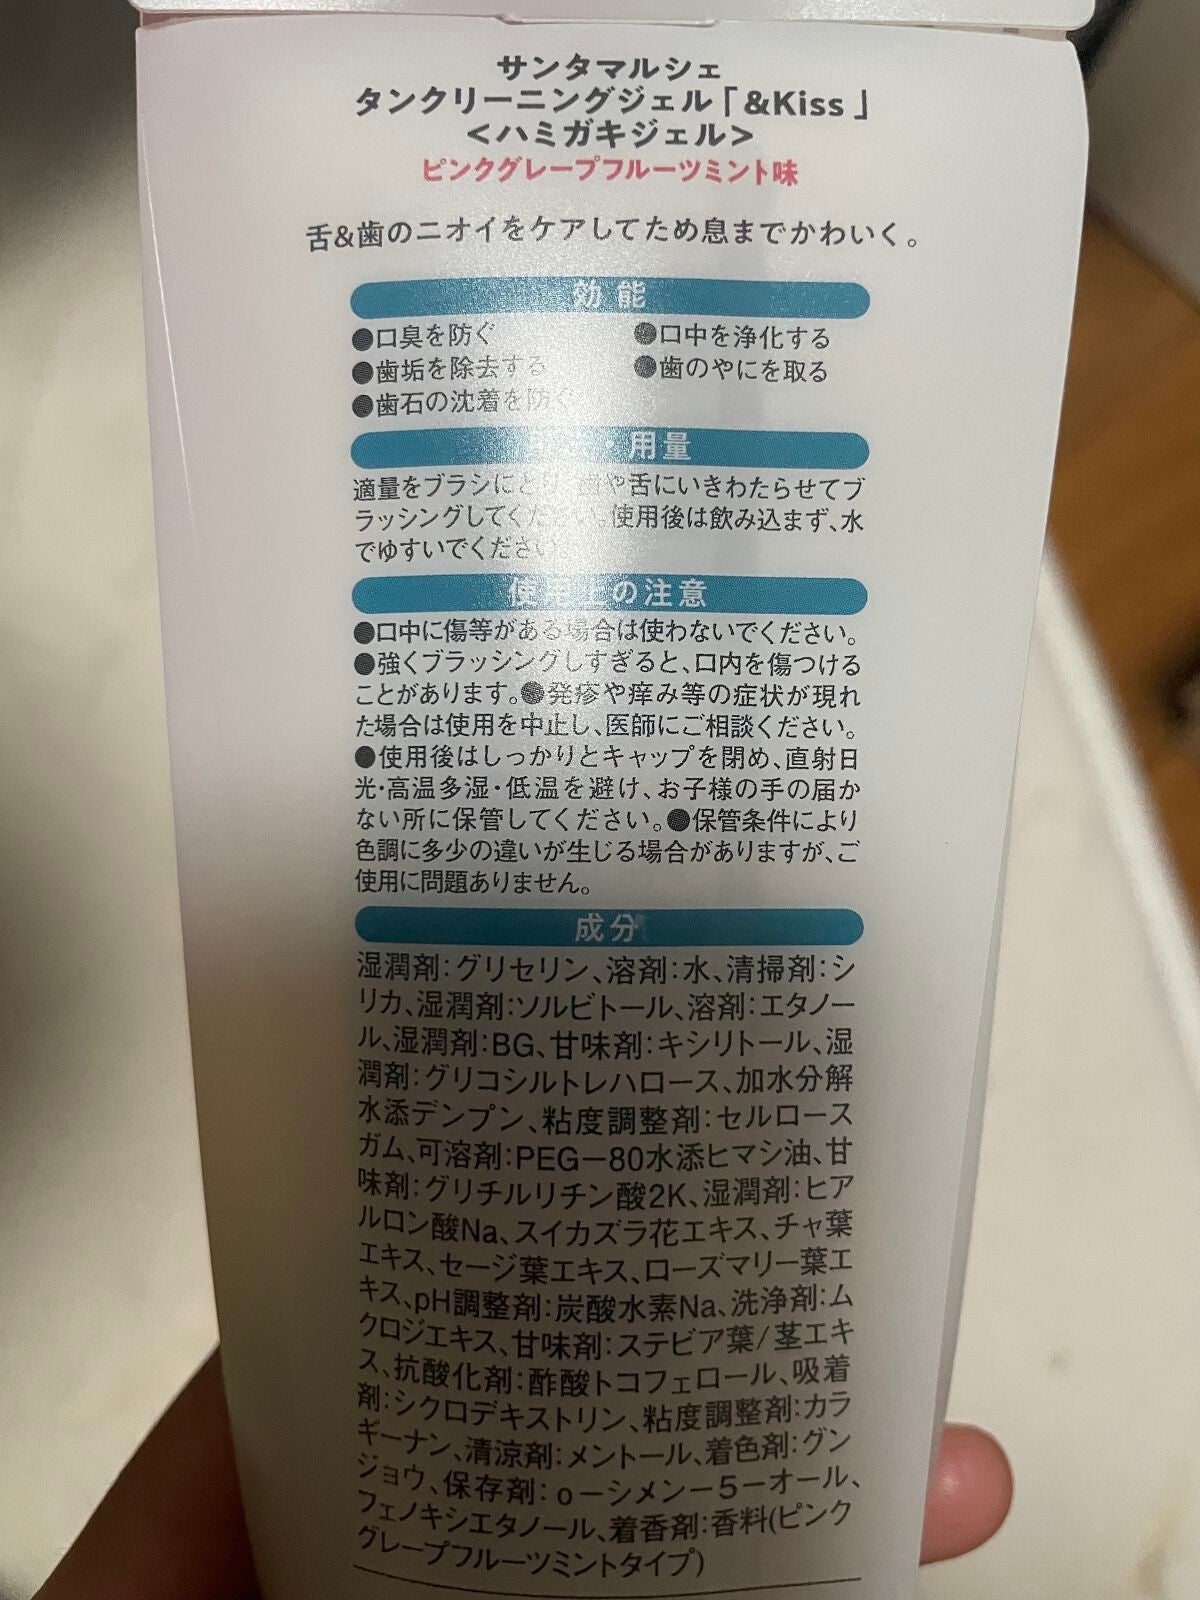 サンタマルシェ
タンクリーニングジェル「&Kiss」
＜ハミガキジェル＞
ピンクグレープフルーツミント味
舌&歯のニオイをケアしてため息までかわいく。
効能
●口臭を防ぐ ●口中を浄化する
●歯垢を除去する ●歯のやにを取る
●歯石の沈着を防ぐ
・用量
適量をブラシにとり、歯や舌にいきわたらせてブ
ラッシングしてください。使用後は飲み込まず、水
でゆすいでください。
使用上の注意
●口中に傷等がある場合は使わないでください。
●強くブラッシングしすぎると、口内を傷つける
ことがあります。●発疹や痒み等の症状が現れ
た場合は使用を中止し、医師にご相談ください。
●使用後はしっかりとキャップを閉め、直射日
光・高温多湿・低温を避け、お子様の手の届か
ない所に保管してください。●保管条件により
色調に多少の違いが生じる場合がありますが、ご
使用に問題ありません。
成分
湿潤剤:グリセリン、溶剤:水、清掃剤:シ
リカ、湿潤剤:ソルビトール、溶剤:エタノー
ル、湿潤剤:BG、甘味剤:キシリトール、湿
潤剤:グリコシルトレハロース、加水分解
水添デンプン、粘度調整剤:セルロース
ガム、可溶剤:PEG－80水添ヒマシ油、甘
味剤:グリチルリチン酸2K、湿潤剤:ヒア
ルロン酸Na、スイカズラ花エキス、チャ葉
エキス、セージ葉エキス、ローズマリー葉エ
キス、pH調整剤:炭酸水素Na、洗浄剤:ム
クロジエキス、甘味剤:ステビア葉/茎エキ
ス、抗酸化剤:酢酸トコフェロール、吸着
剤:シクロデキストリン、粘度調整剤:カラ
ギーナン、清涼剤:メントール、着色剤:グン
ジョウ、保存剤:o－シメン－5－オール、
フェノキシエタノール、着香剤:香料(ピンク
グレープフルーツミントタイプ)